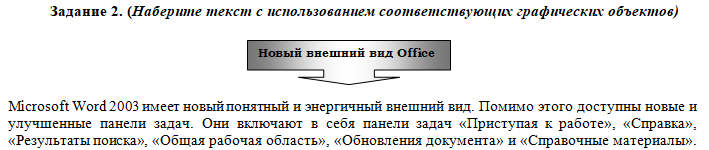 Задание 2. (Наберите текст с использованием соответствующих графических объектов)
Новый внешний вид Office
Microsoft Word 2003 имеет новый понятный и энергичный внешний вид. Помимо этого доступны новые и
улучшенные панели задач. Они включают в себя панели задач «Приступая к работе», «Справка»,
«Результаты поиска», «Общая рабочая область», «Обновления документа» и «Справочные материалы».